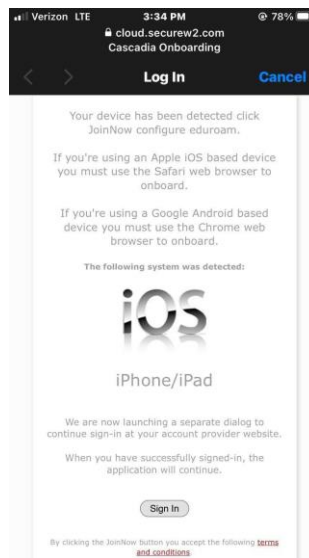 Verizon LTE 3:34 PM 78%
cloud.securew2.com
Cascadia Onboarding
Log In Cancel
Your device has been detected click
JoinNow configure eduroam.
If you're using an Apple iOS based device
you must use the Safari web browser to
onboard.
If you're using a Google Android based
device you must use the Chrome web
browser to onboard.
The following system was detected:
iOS
iPhone/iPad
We are now launching a separate dialog to
continue sign-in at your account provider website.
When you have successfully signed-in, the
application will continue.
Sign In
By clicking the JoinNow button you accept the following terms
and conditions